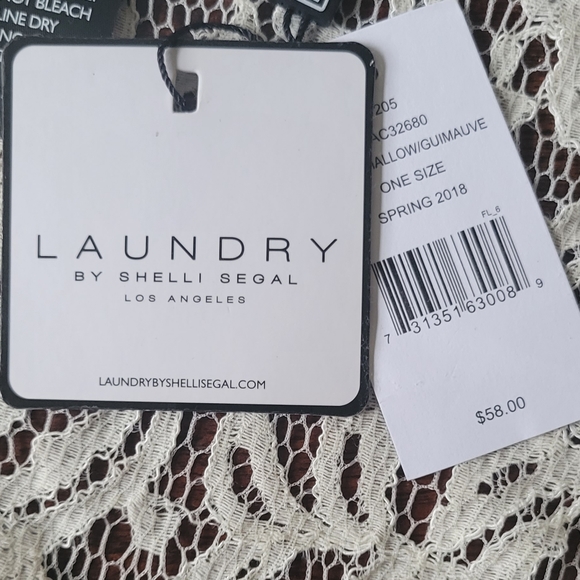 BLEACH
LINE DRY
LAUNDRY
BY SHELLI SEGAL
LOS ANGELES
LAUNDRYBYSHELLISEGAL.COM
205
AC32680
ALLOW/GUIMAUVE
ONE SIZE
SPRING 2018
FL_6
7 31351 63008 9
$58.00